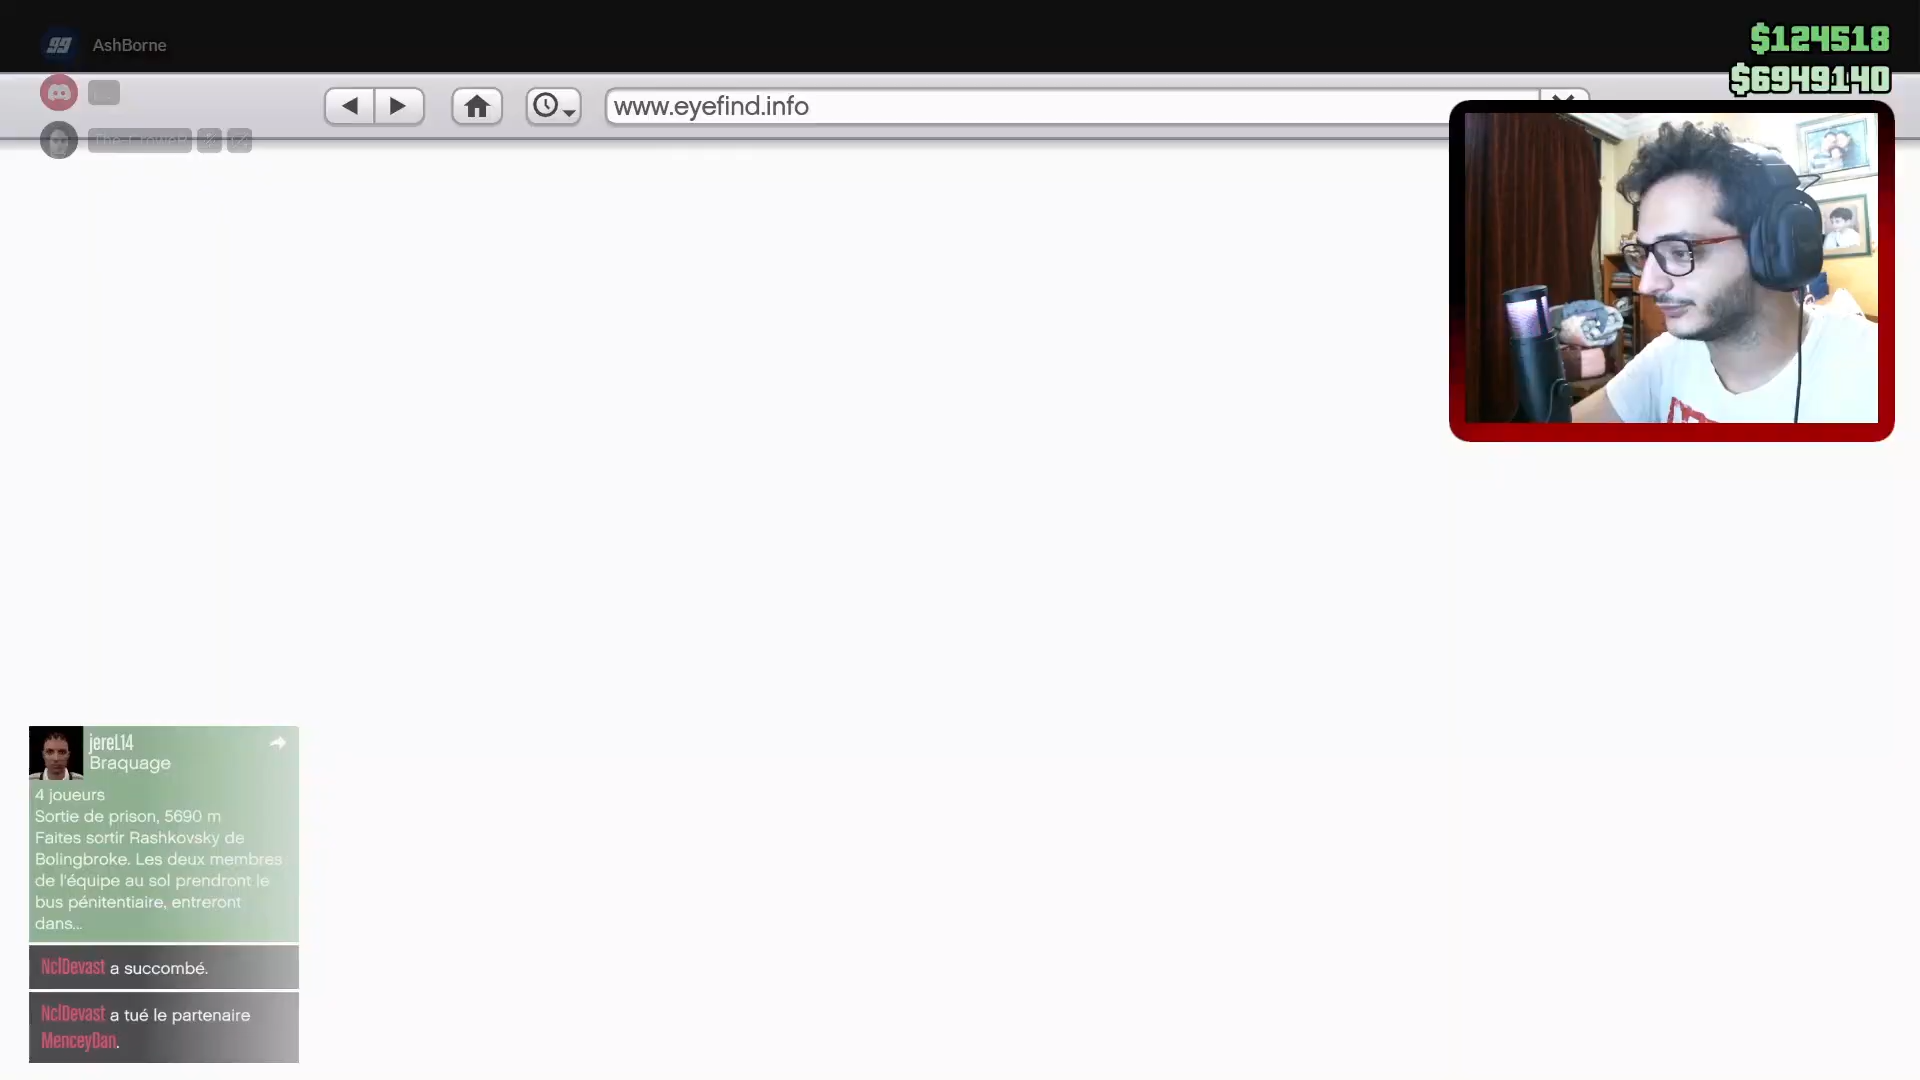 AshBorne
$124518
$6949140
www.eyefind.info
jereL14
Braquage
4 joueurs
Sortie de prison, 5690 m
Faites sortir Rashkovsky de
Bolingbroke. Les deux membres
de l'équipe au sol prendront le
bus pénitentiaire, entreront
dans...
NclDevast a succombé.
NclDevast a tué le partenaire
MenceyDan.